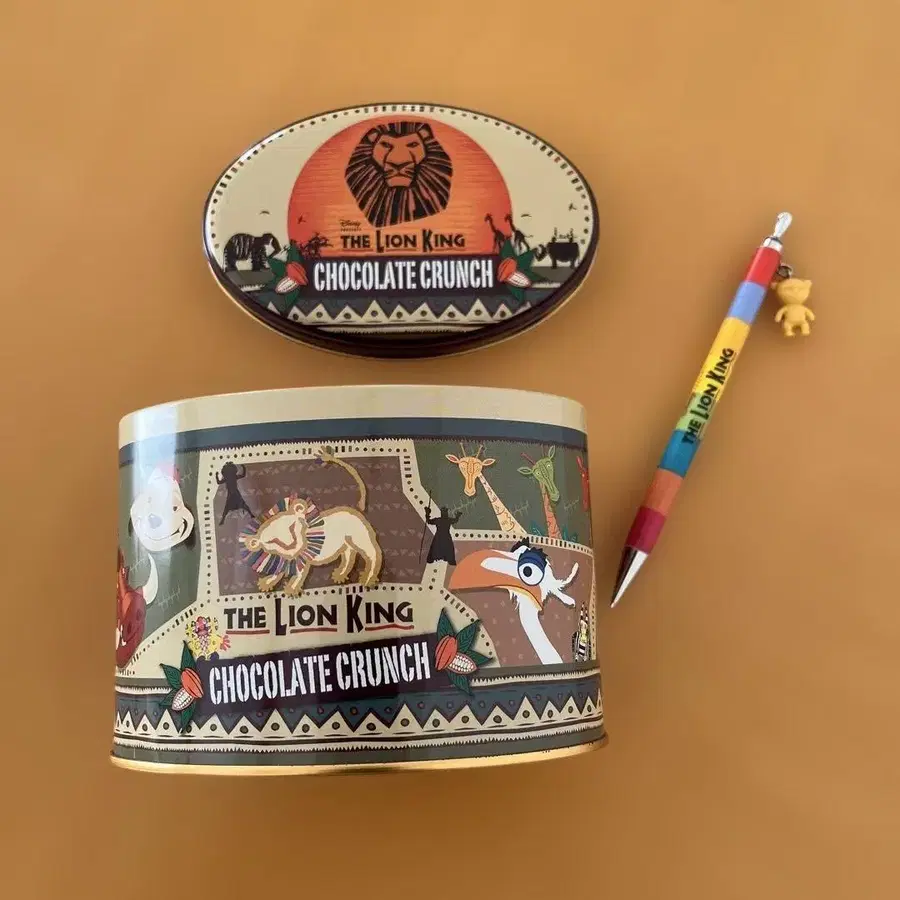 Disney
PRESENTS
THE LION KING
CHOCOLATE CRUNCH
THE LION KING
THE LION KING
CHOCOLATE CRUNCH